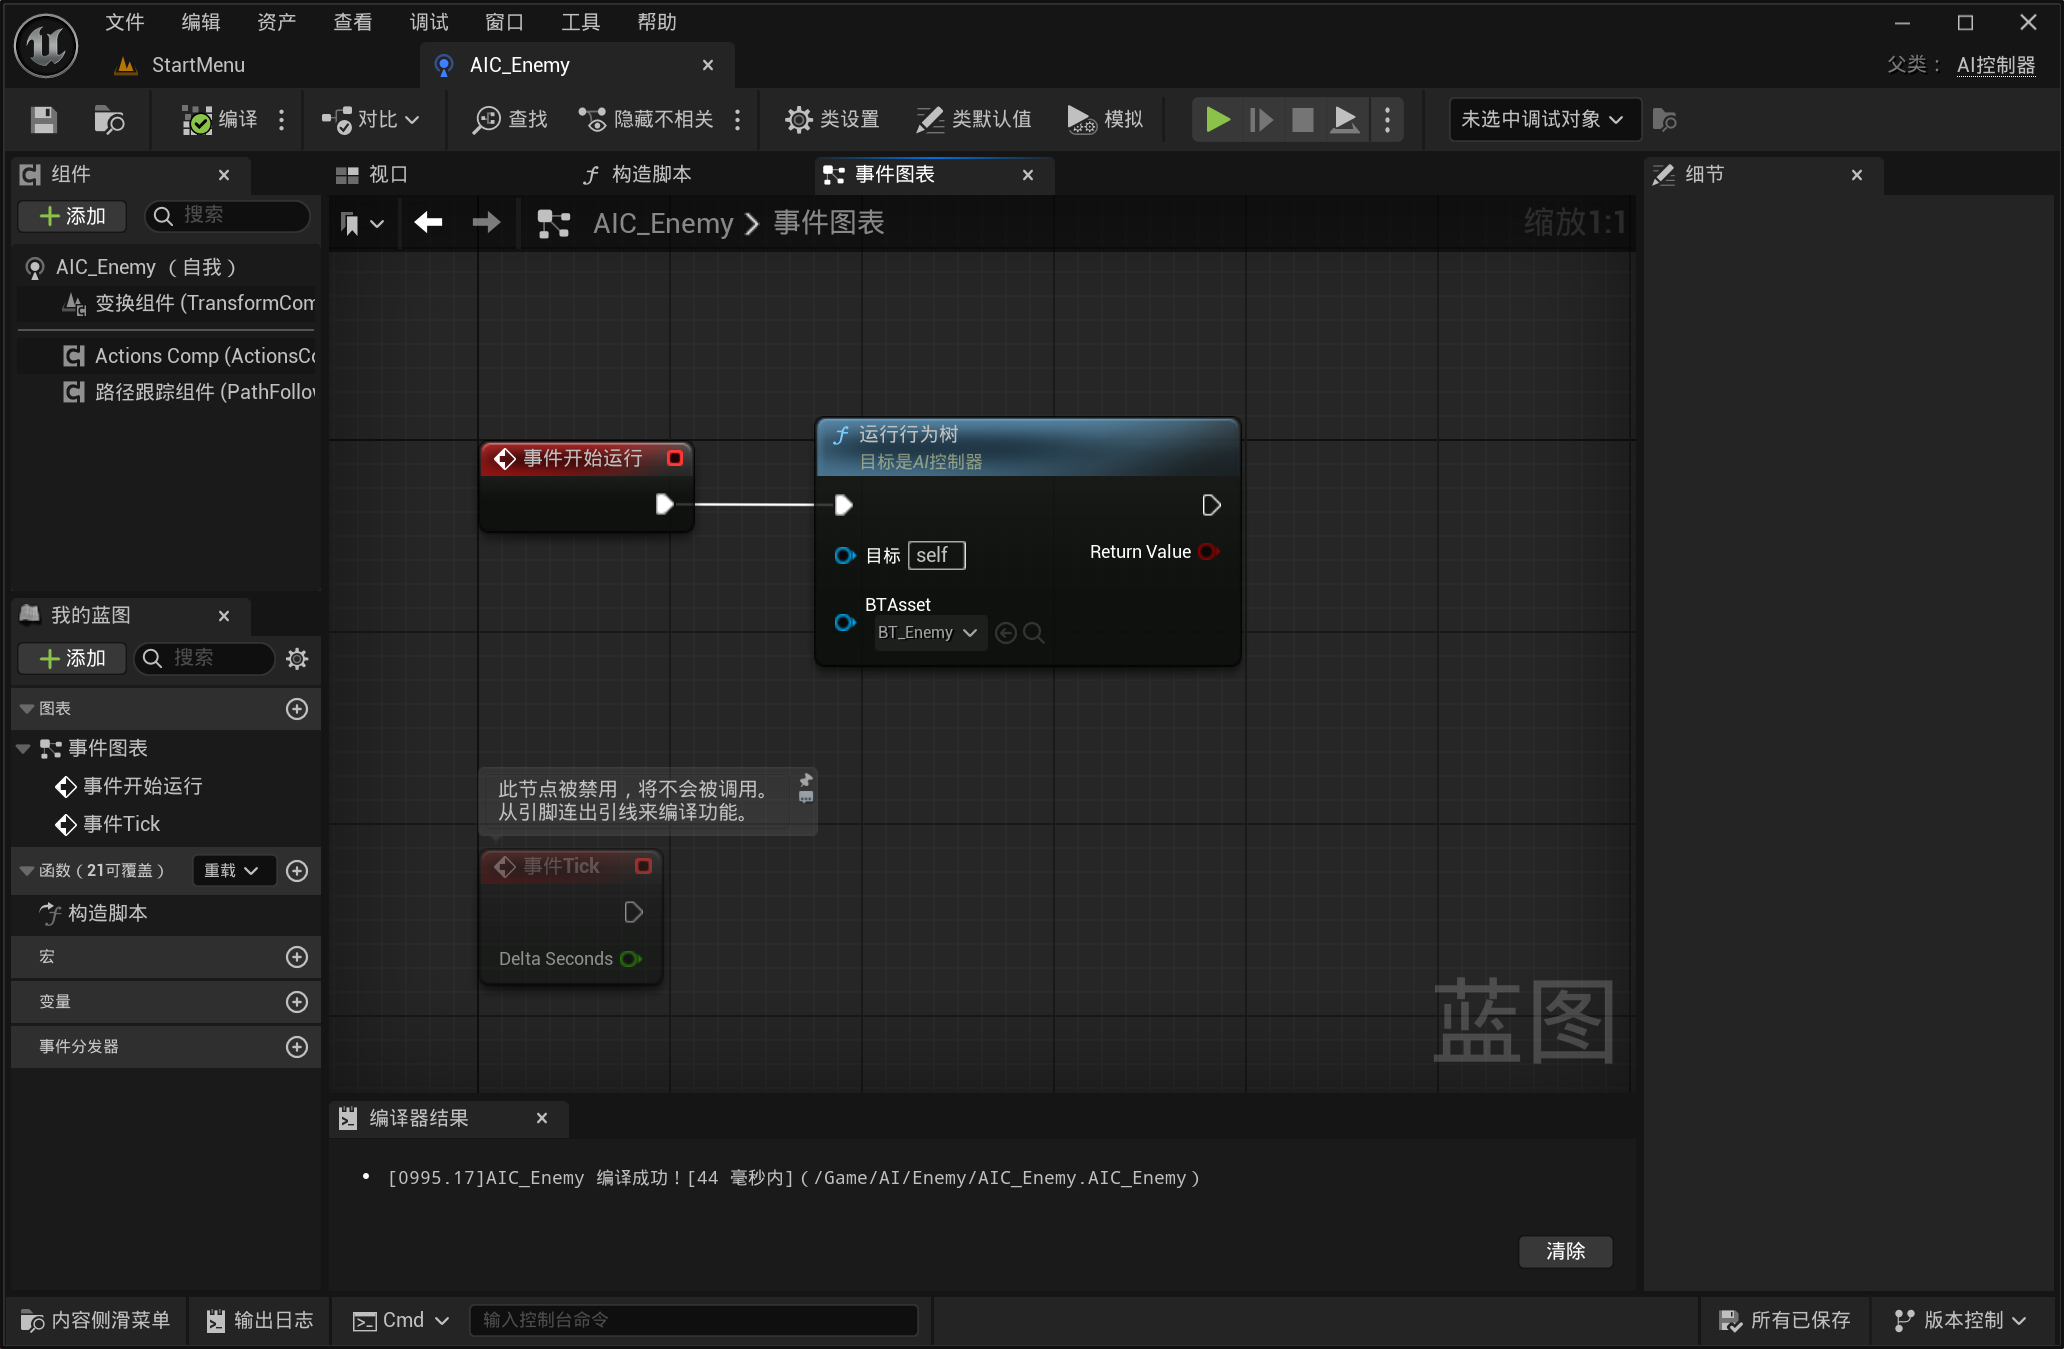 文件 编辑 资产 查看 调试 窗口 工具 帮助
StartMenu AIC_Enemy
父类： AI控制器
编译 对比 查找 隐藏不相关 类设置 类默认值 模拟 未选中调试对象
组件
视口 构造脚本 事件图表
细节
添加 搜索
AIC_Enemy 事件图表
缩放1:1
AIC_Enemy （自我）
变换组件 (TransformCom
Actions Comp (ActionsCo
路径跟踪组件 (PathFollow
事件开始运行
运行行为树
目标是AI控制器
目标 self
Return Value
BTAsset
BT_Enemy
我的蓝图
添加 搜索
图表
事件图表
事件开始运行
事件Tick
函数（21可覆盖） 重载
构造脚本
宏
变量
事件分发器
此节点被禁用，将不会被调用。
从引脚连出引线来编译功能。
事件Tick
Delta Seconds
蓝图
编译器结果
• [0995.17]AIC_Enemy 编译成功！[44 毫秒内]（/Game/AI/Enemy/AIC_Enemy.AIC_Enemy）
清除
内容侧滑菜单 输出日志 Cmd 输入控制台命令 所有已保存 版本控制